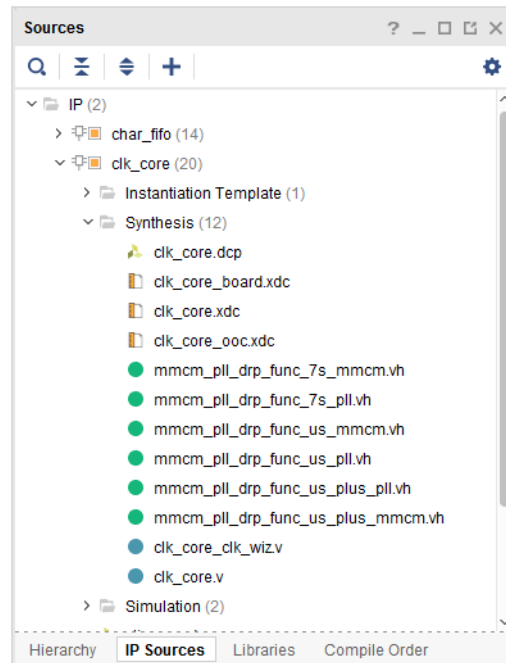 Sources
IP (2)
char_fifo (14)
clk_core (20)
Instantiation Template (1)
Synthesis (12)
clk_core.dcp
clk_core_board.xdc
clk_core.xdc
clk_core_ooc.xdc
mmcm_pll_drp_func_7s_mmcm.vh
mmcm_pll_drp_func_7s_pll.vh
mmcm_pll_drp_func_us_mmcm.vh
mmcm_pll_drp_func_us_pll.vh
mmcm_pll_drp_func_us_plus_pll.vh
mmcm_pll_drp_func_us_plus_mmcm.vh
clk_core_clk_wiz.v
clk_core.v
Simulation (2)
Hierarchy IP Sources Libraries Compile Order